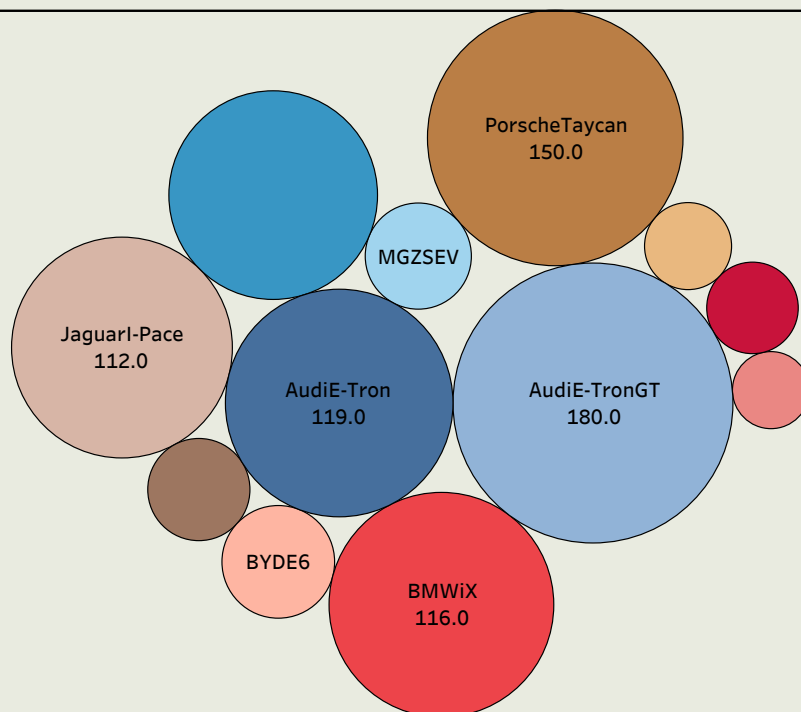 PorscheTaycan
150.0
MGZSEV
JaguarI-Pace
112.0
AudiE-Tron
119.0
AudiE-TronGT
180.0
BYDE6
BMWiX
116.0